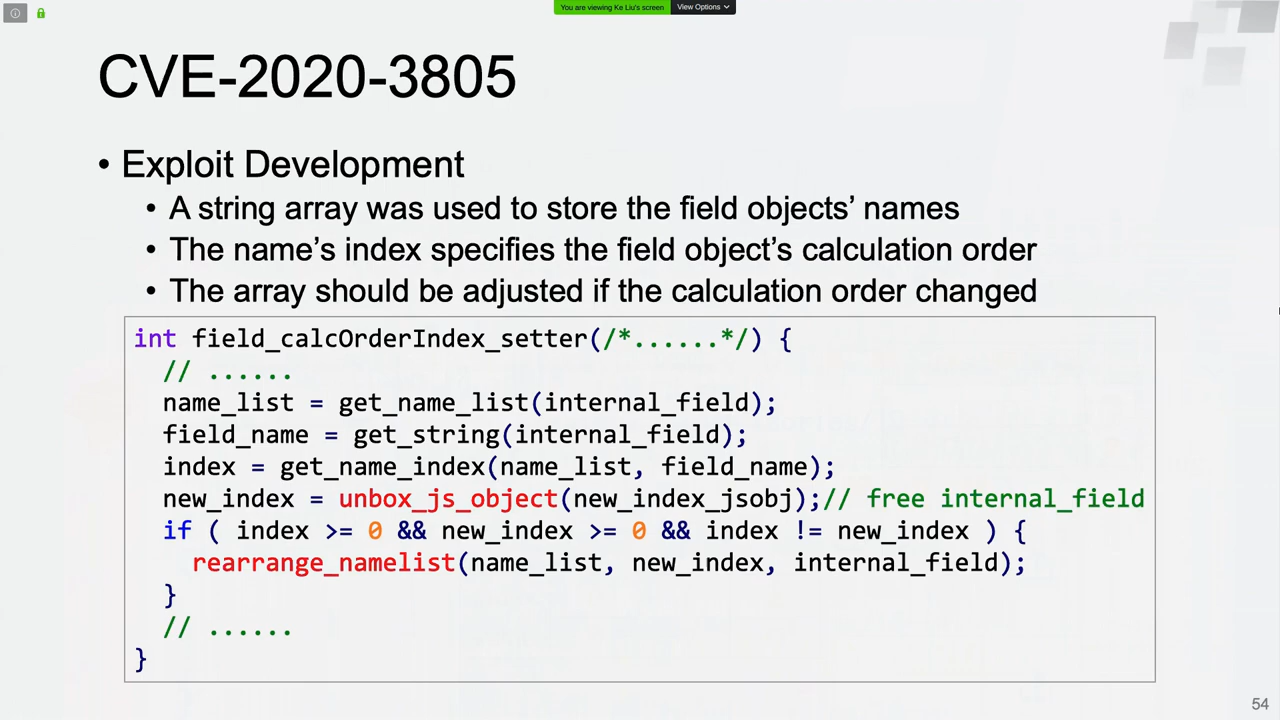 You are viewing Ke Liu's screen View Options
CVE-2020-3805
• Exploit Development
• A string array was used to store the field objects’ names
• The name’s index specifies the field object’s calculation order
• The array should be adjusted if the calculation order changed
int field_calcOrderIndex_setter(/*......*/) {
// ......
name_list = get_name_list(internal_field);
field_name = get_string(internal_field);
index = get_name_index(name_list, field_name);
new_index = unbox_js_object(new_index_jsobj);// free internal_field
if ( index >= 0 && new_index >= 0 && index != new_index ) {
rearrange_namelist(name_list, new_index, internal_field);
}
// ......
}
54